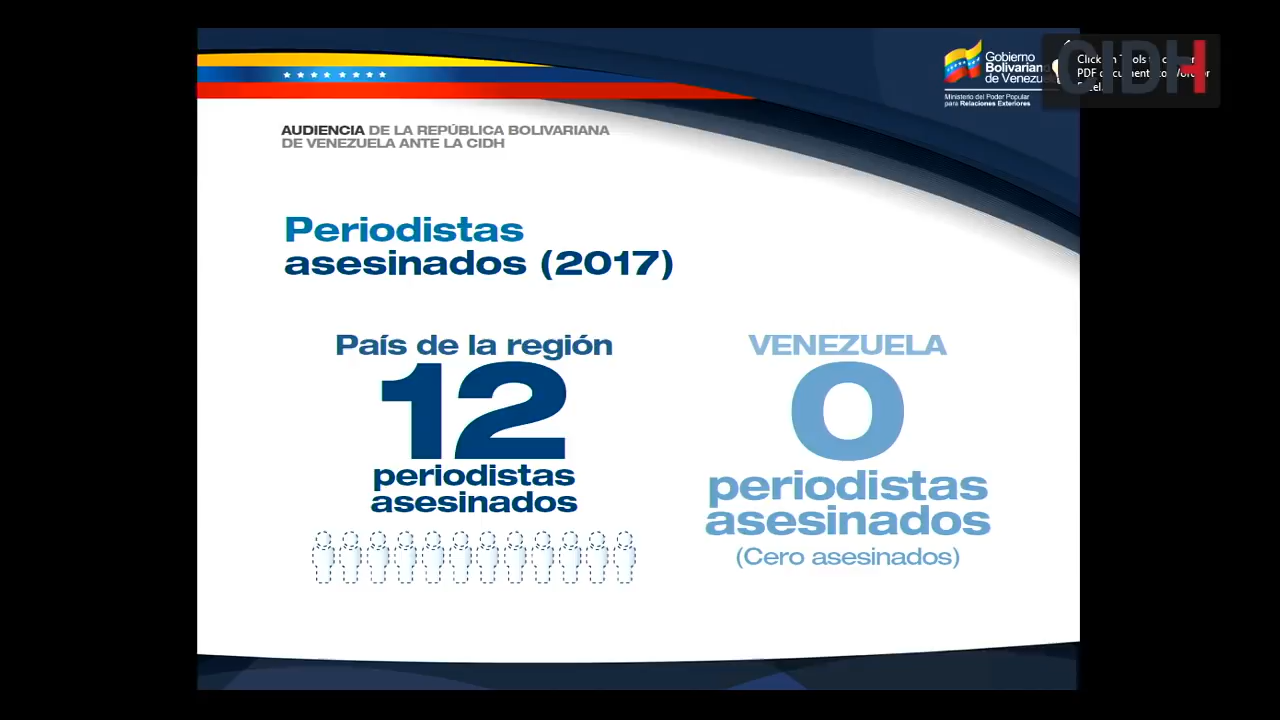 Gobierno
Bolivariano
de Venezuela
Ministerio del Poder Popular
para Relaciones Exteriores
CIDH
AUDIENCIA DE LA REPÚBLICA BOLIVARIANA
DE VENEZUELA ANTE LA CIDH
Periodistas
asesinados (2017)
País de la región
12
periodistas
asesinados
VENEZUELA
0
periodistas
asesinados
(Cero asesinados)